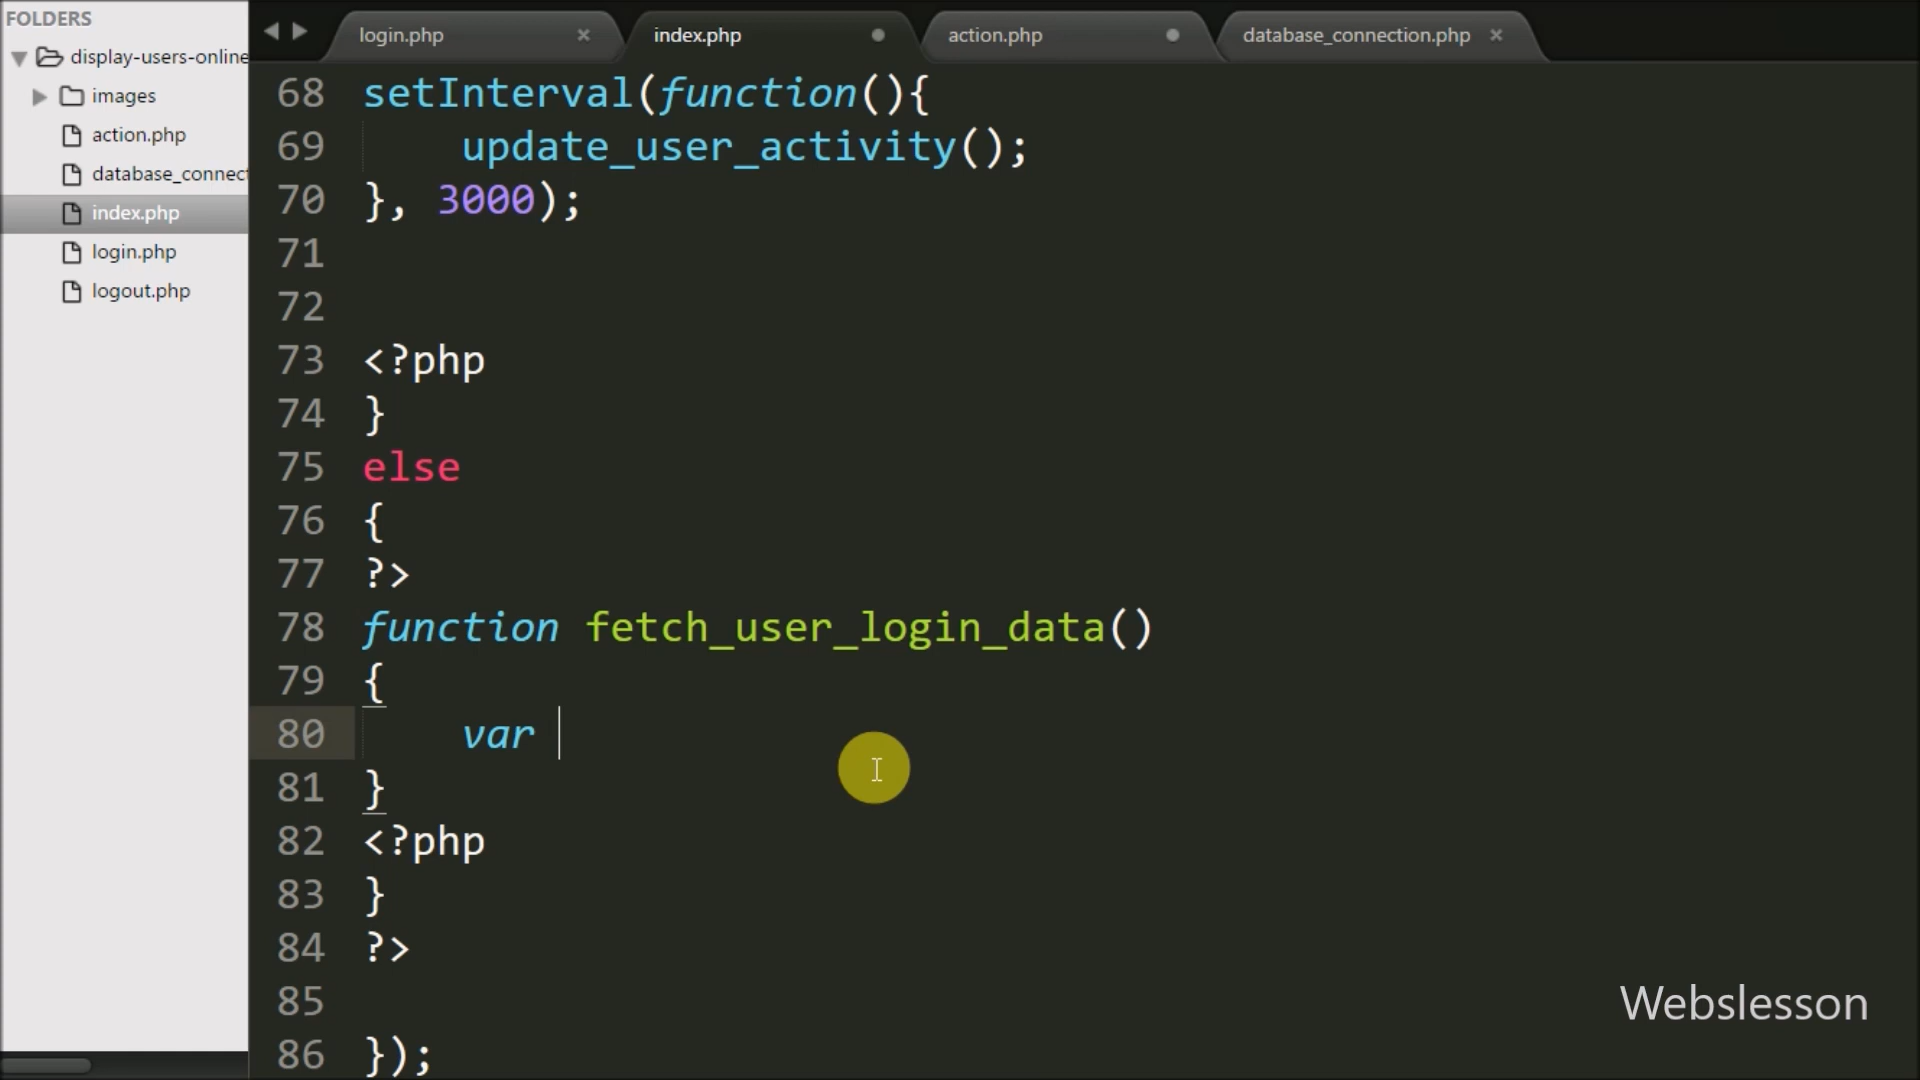 FOLDERS
display-users-online
images
action.php
database_connect
index.php
login.php
logout.php
login.php × index.php action.php database_connection.php ×
68 setInterval(function(){
69 update_user_activity();
70 }, 3000);
71
72
73 <?php
74 }
75 else
76 {
77 ?>
78 function fetch_user_login_data()
79 {
80 var
81 }
82 <?php
83 }
84 ?>
85
86 });
Webslesson